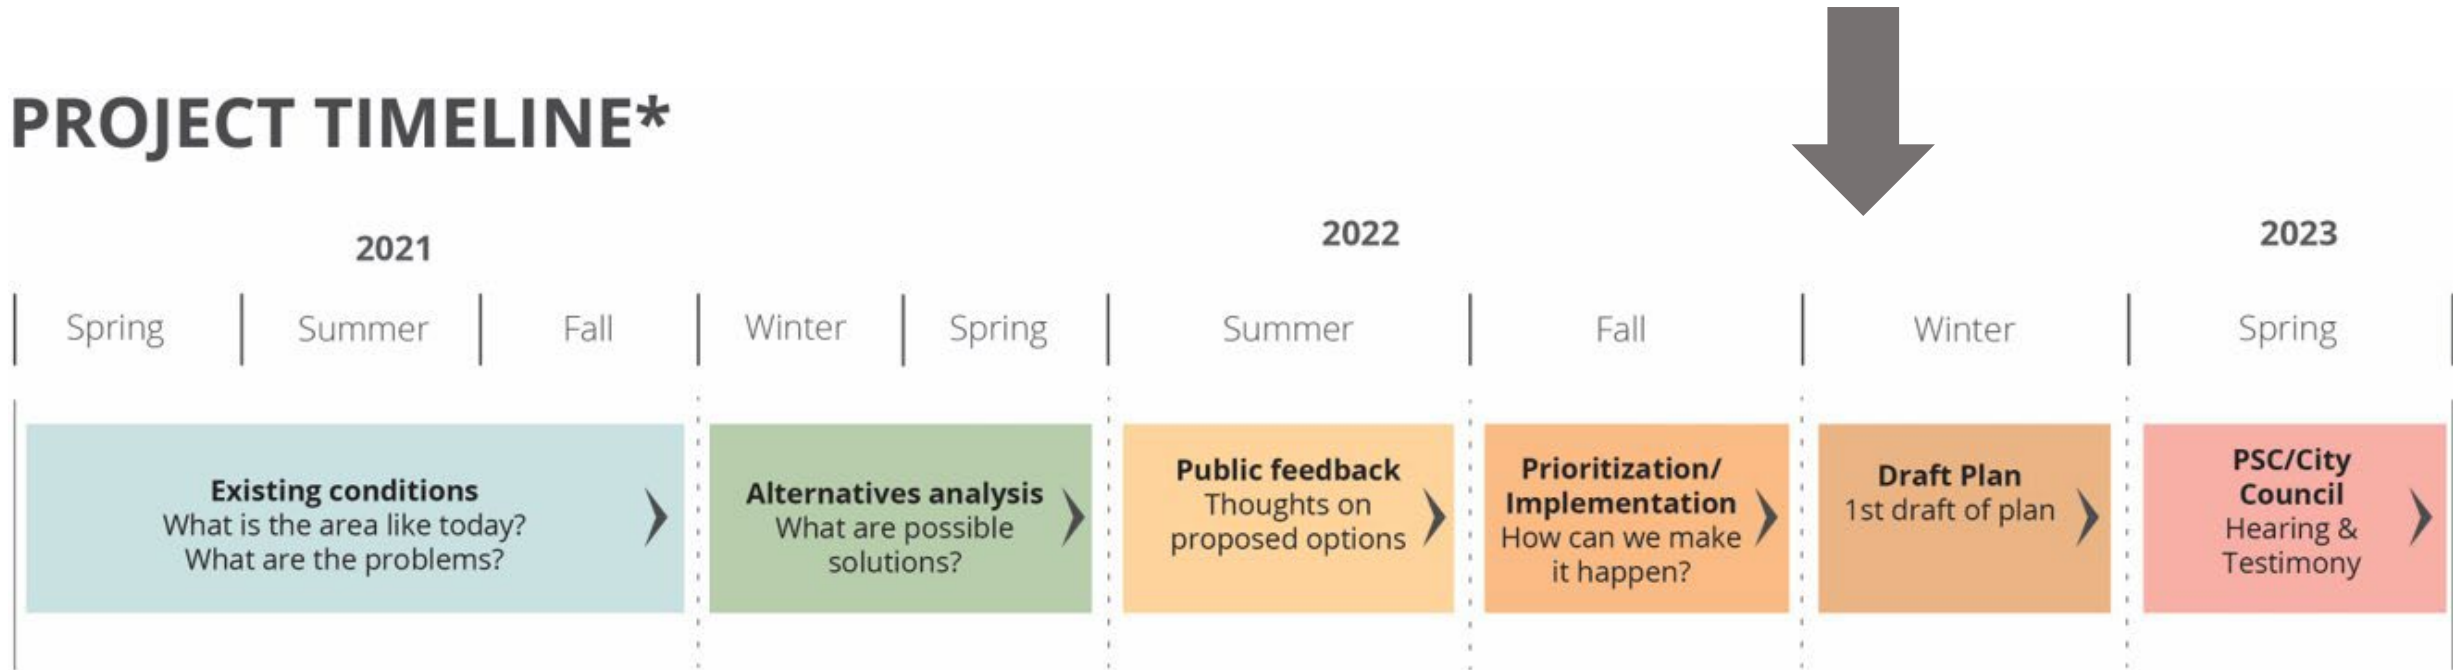 PROJECT TIMELINE*
2021
2022
2023
Spring
Summer
Fall
Winter
Spring
Summer
Fall
Winter
Spring
Existing conditions
What is the area like today?
What are the problems?
Alternatives analysis
What are possible
solutions?
Public feedback
Thoughts on
proposed options
Prioritization/
Implementation
How can we make
it happen?
Draft Plan
1st draft of plan
PSC/City
Council
Hearing &
Testimony